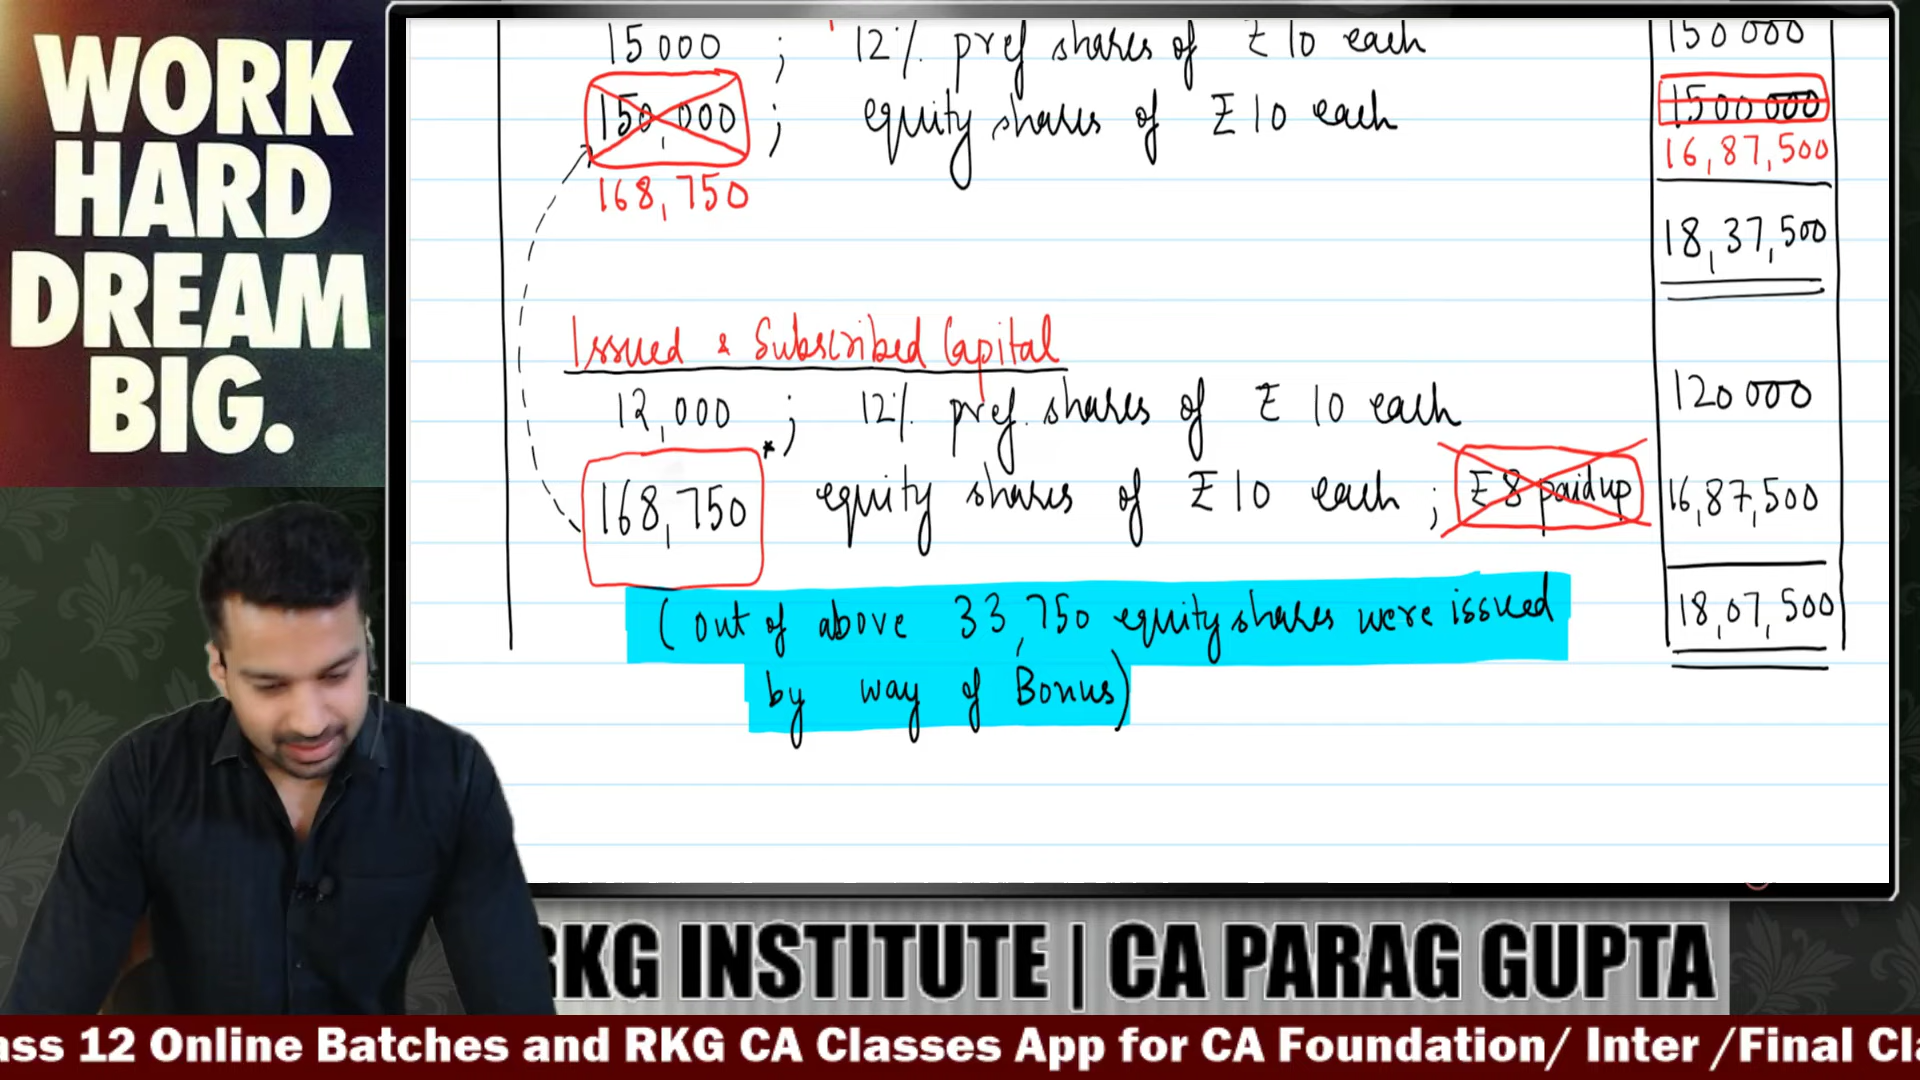 WORK
HARD
DREAM
BIG.
15000 ; 12% pref shares of ₹10 each 150000
150,000 ; equity shares of ₹10 each 1500000
168,750 16,87,500
18,37,500
Issued & Subscribed Capital
12,000 ; 12% pref. shares of ₹ 10 each 120000
168,750 * ; equity shares of ₹10 each ; ₹8 paid up 16,87,500
(out of above 33,750 equity shares were issued 18,07,500
by way of Bonus)
RKG INSTITUTE | CA PARAG GUPTA
ass 12 Online Batches and RKG CA Classes App for CA Foundation/ Inter /Final Cla